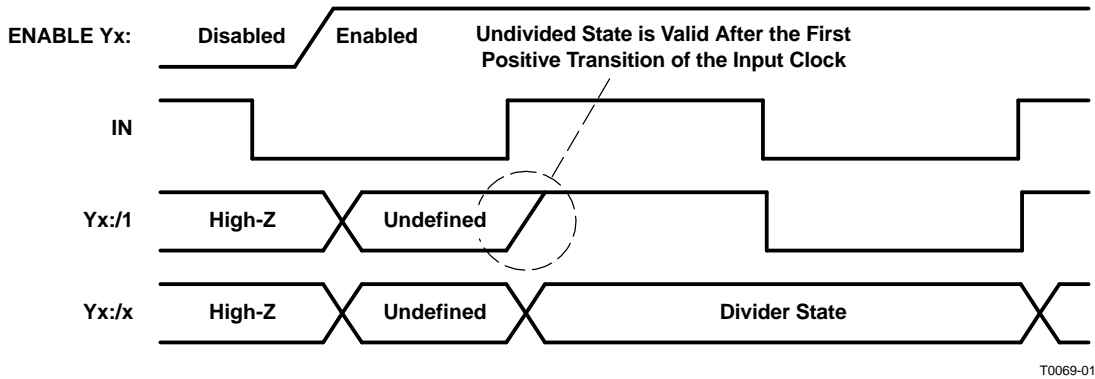 ENABLE Yx: Disabled Enabled Undivided State is Valid After the First
Positive Transition of the Input Clock
IN
Yx:/1 High-Z Undefined
Yx:/x High-Z Undefined Divider State
T0069-01